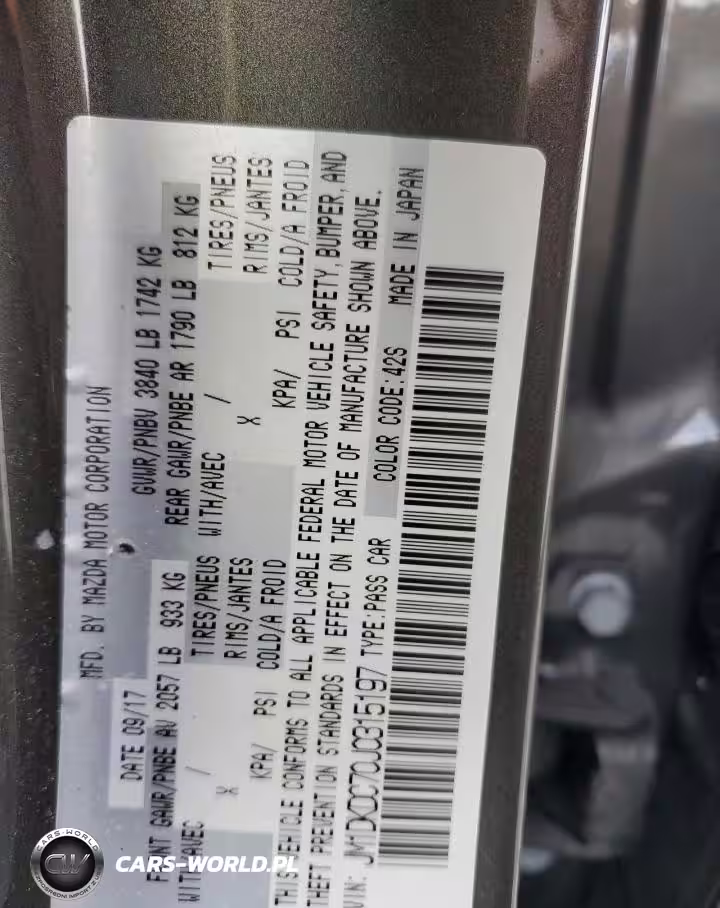 MFD. BY MAZDA MOTOR CORPORATION
DATE 09/17 GVWR/PNBV 3840 LB 1742 KG
FRONT GAWR/PNBE AV 2057 LB 933 KG REAR GAWR/PNBE AR 1790 LB 812 KG
WITH/AVEC / TIRES/PNEUS WITH/AVEC / TIRES/PNEUS
X RIMS/JANTES X RIMS/JANTES
KPA/ PSI COLD/A FROID KPA/ PSI COLD/A FROID
THIS VEHICLE CONFORMS TO ALL APPLICABLE FEDERAL MOTOR VEHICLE SAFETY, BUMPER, AND
THEFT PREVENTION STANDARDS IN EFFECT ON THE DATE OF MANUFACTURE SHOWN ABOVE.
VIN: JM1DKDC70J0315197 TYPE:PASS CAR COLOR CODE:42S MADE IN JAPAN
CARS-WORLD
CW
CARS-WORLD.PL